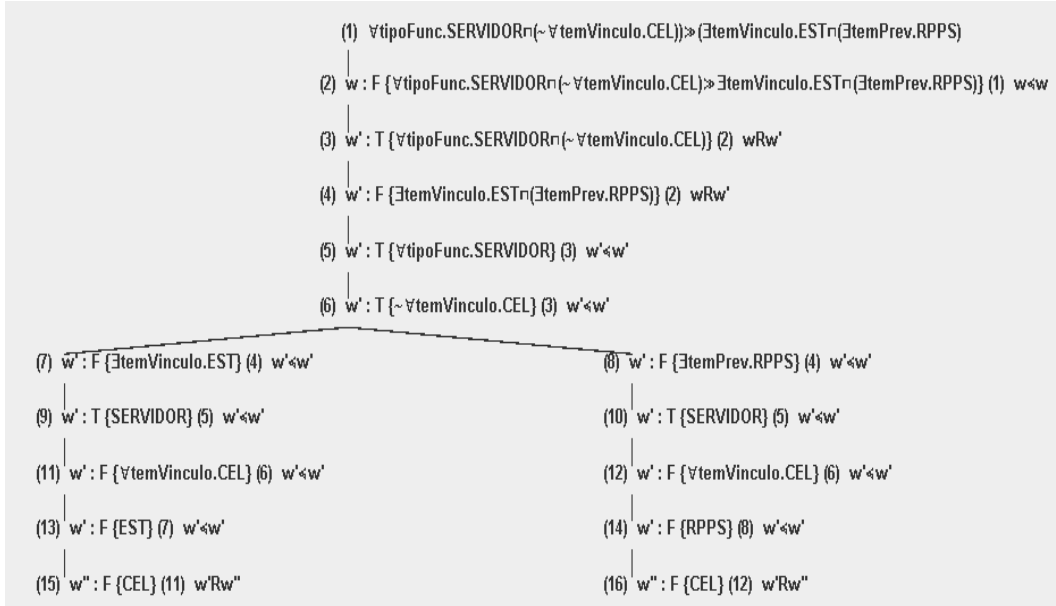 (1) ∀tipoFunc.SERVIDOR⊓(~∀temVinculo.CEL))≫(∃temVinculo.EST⊓(∃temPrev.RPPS)
(2) w : F {∀tipoFunc.SERVIDOR⊓(~∀temVinculo.CEL)≫∃temVinculo.EST⊓(∃temPrev.RPPS)} (1) w≼w
(3) w' : T {∀tipoFunc.SERVIDOR⊓(~∀temVinculo.CEL)} (2) wRw'
(4) w' : F {∃temVinculo.EST⊓(∃temPrev.RPPS)} (2) wRw'
(5) w' : T {∀tipoFunc.SERVIDOR} (3) w'≼w'
(6) w' : T {~∀temVinculo.CEL} (3) w'≼w'
(7) w' : F {∃temVinculo.EST} (4) w'≼w'
(8) w' : F {∃temPrev.RPPS} (4) w'≼w'
(9) w' : T {SERVIDOR} (5) w'≼w'
(10) w' : T {SERVIDOR} (5) w'≼w'
(11) w' : F {∀temVinculo.CEL} (6) w'≼w'
(12) w' : F {∀temVinculo.CEL} (6) w'≼w'
(13) w' : F {EST} (7) w'≼w'
(14) w' : F {RPPS} (8) w'≼w'
(15) w" : F {CEL} (11) w'Rw"
(16) w" : F {CEL} (12) w'Rw"